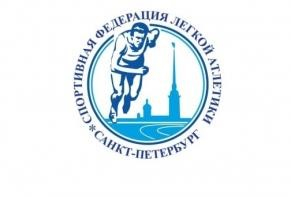 СПОРТИВНАЯ ФЕДЕРАЦИЯ ЛЕГКОЙ АТЛЕТИКИ
*САНКТ-ПЕТЕРБУРГ*